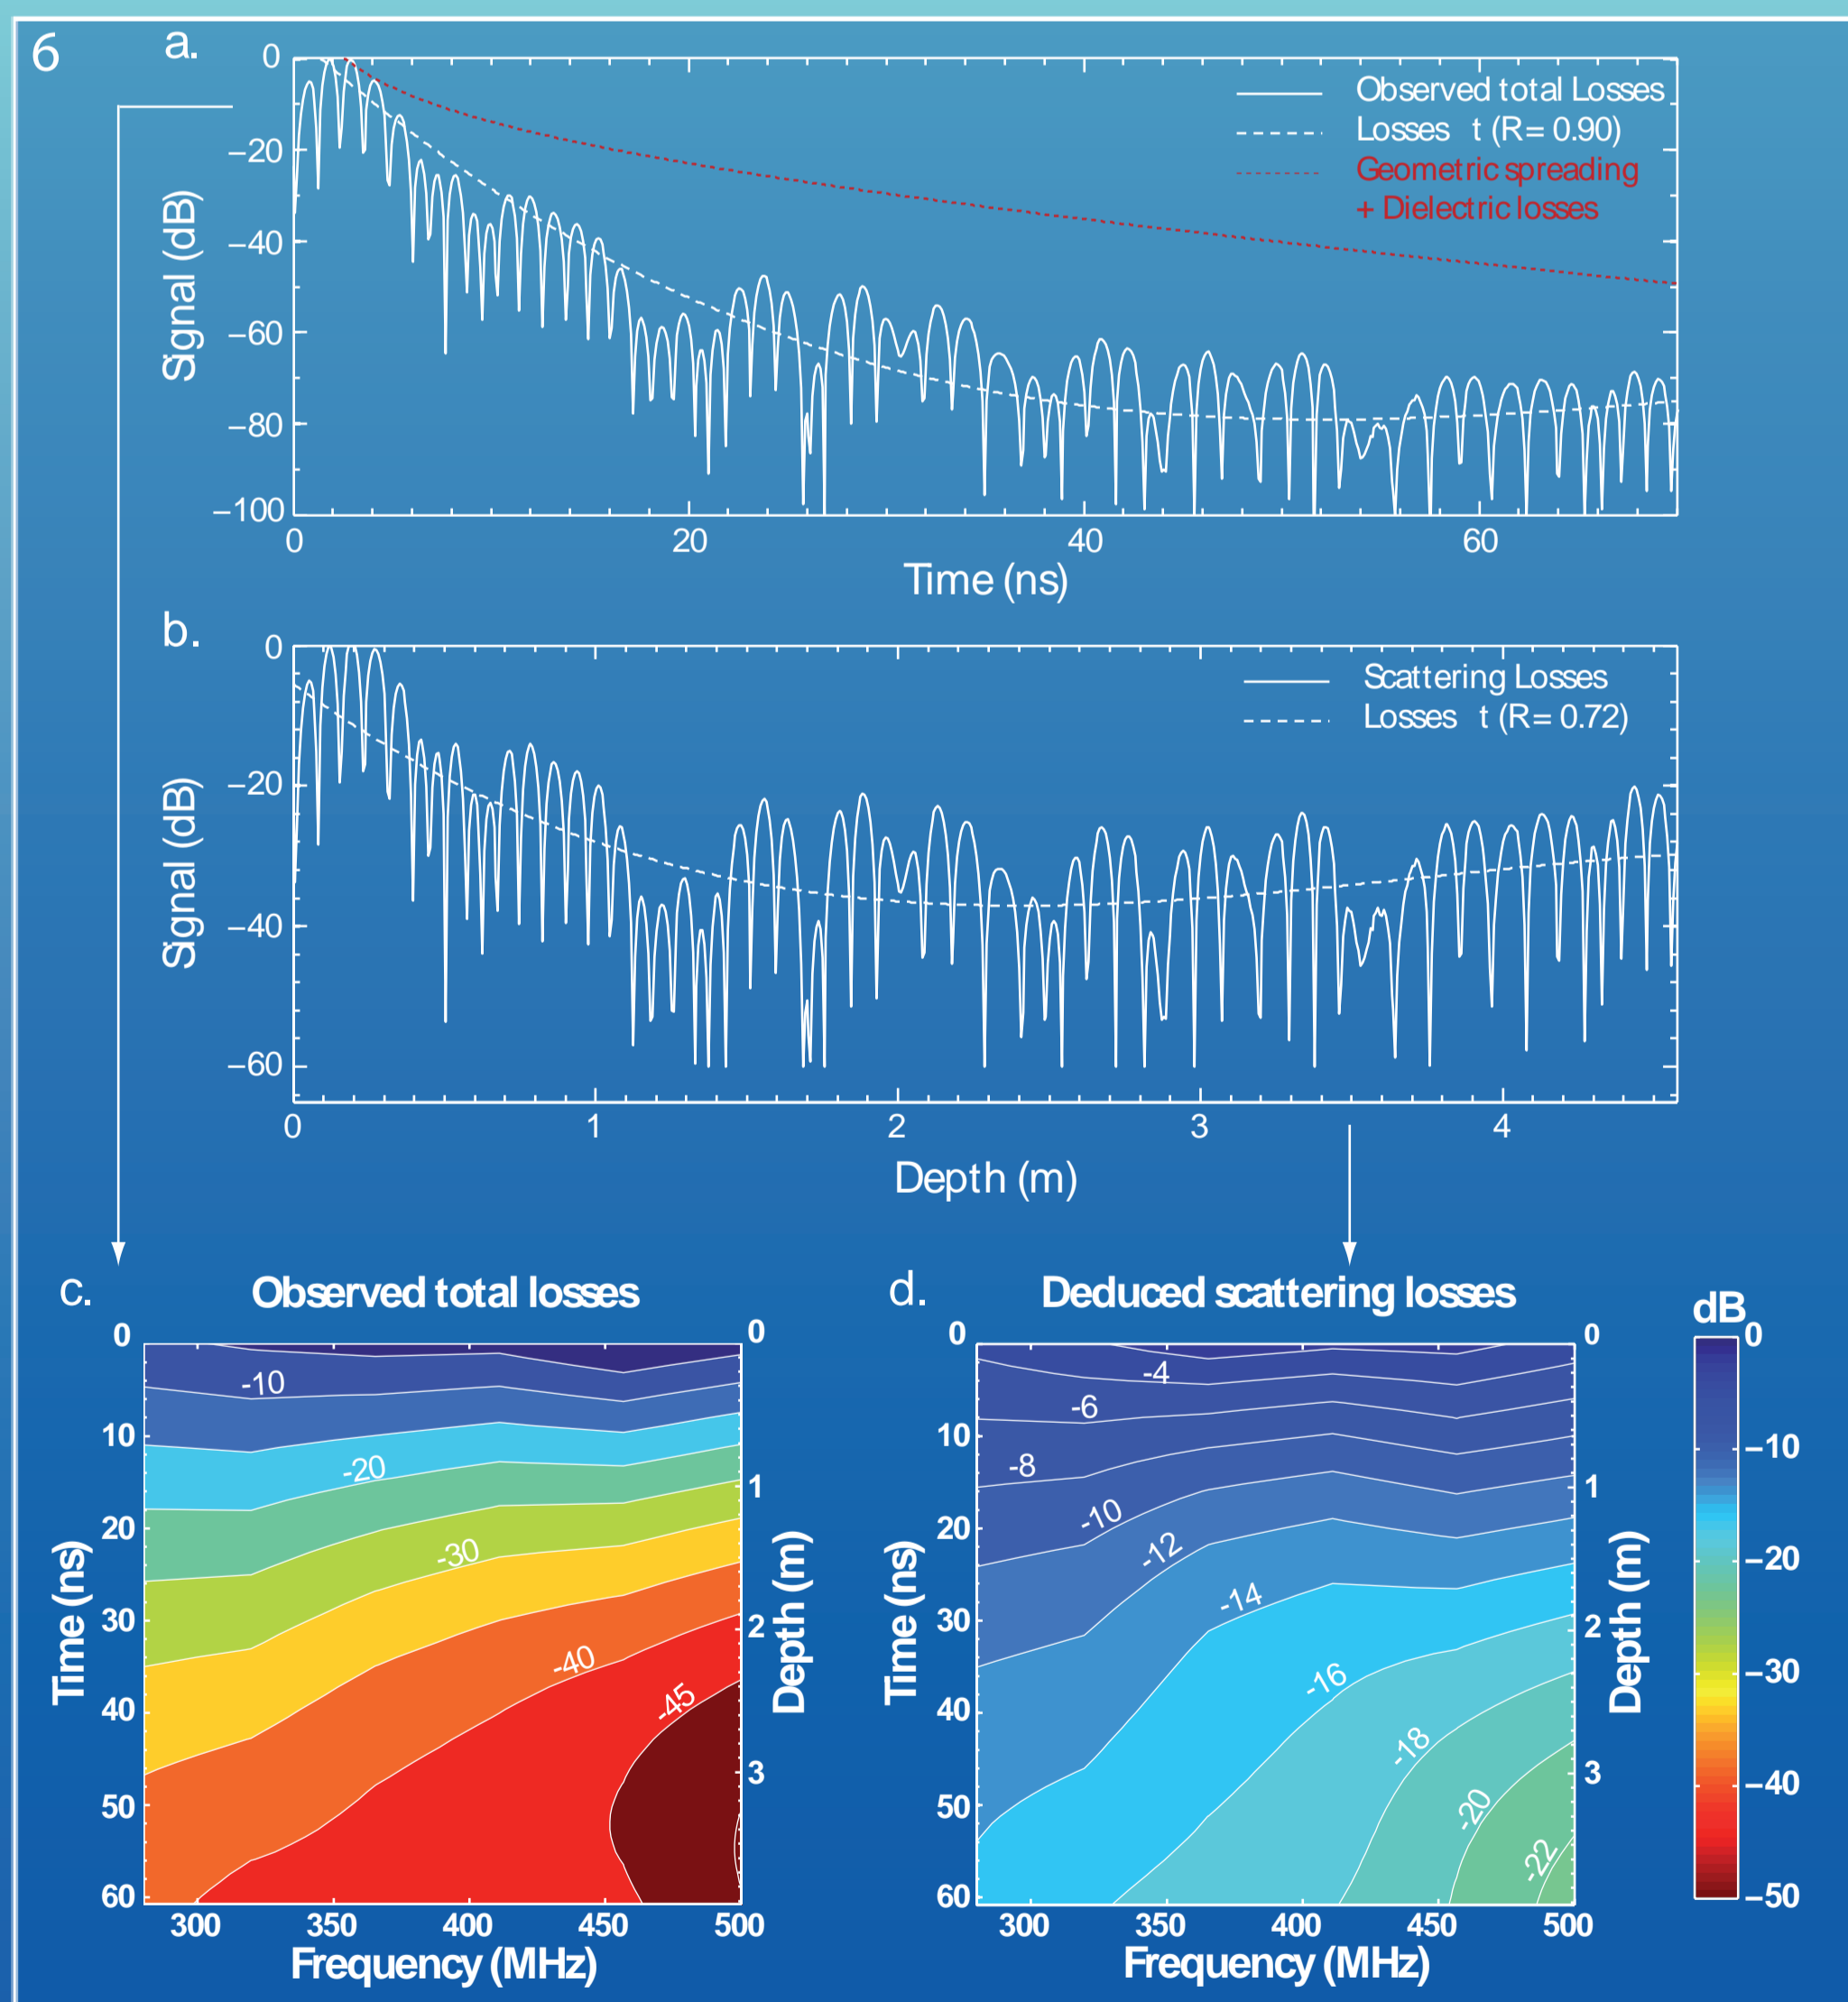 6
a.
0
–20
–40
–60
–80
–100
Signal (dB)
Observed total Losses
Losses t (R= 0.90)
Geometric spreading
+ Dielectric losses
0 20 40 60
Time (ns)
b.
0
–20
–40
–60
Signal (dB)
Scattering Losses
Losses t (R= 0.72)
0 1 2 3 4
Depth (m)
c. Observed total losses
0
10
20
30
40
50
60
Time (ns)
-10
-20
-30
-40
-45
0
1
2
3
Depth (m)
300 350 400 450 500
Frequency (MHz)
d. Deduced scattering losses
0
10
20
30
40
50
60
Time (ns)
-4
-6
-8
-10
-12
-14
-16
-18
-20
-22
0
1
2
3
Depth (m)
300 350 400 450 500
Frequency (MHz)
dB
0
–10
–20
–30
–40
–50